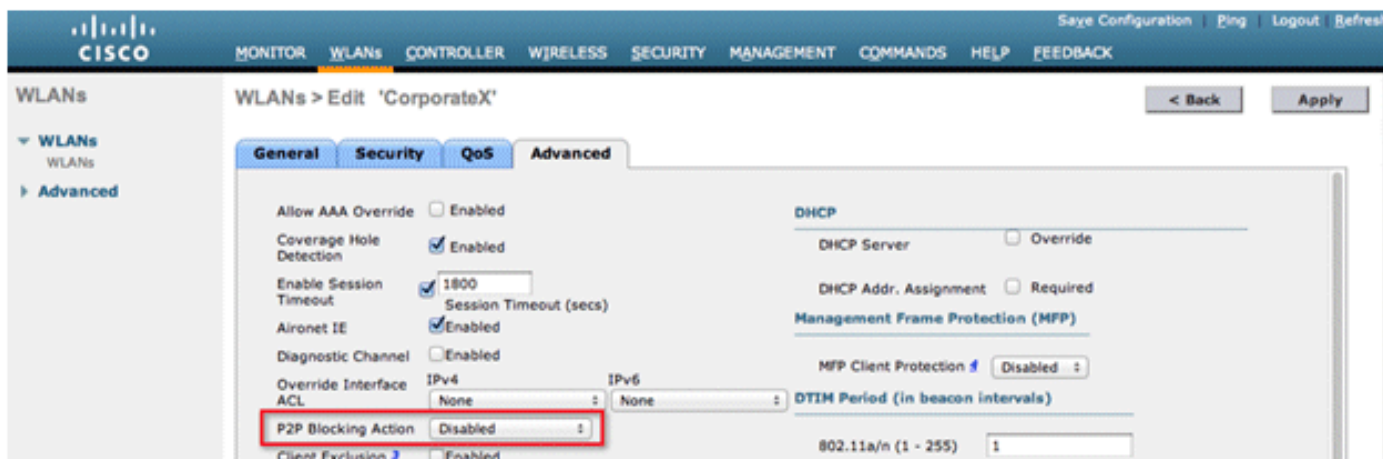 Save Configuration | Ping | Logout | Refresh
CISCO
MONITOR WLANs CONTROLLER WIRELESS SECURITY MANAGEMENT COMMANDS HELP FEEDBACK
WLANs
WLANs
WLANs
Advanced
WLANs > Edit 'CorporateX'
< Back
Apply
General Security QoS Advanced
Allow AAA Override Enabled
Coverage Hole
Detection
Enabled
Enable Session
Timeout
1800
Session Timeout (secs)
Aironet IE Enabled
Diagnostic Channel Enabled
Override Interface
ACL
IPv4 IPv6
None None
P2P Blocking Action Disabled
Client Exclusion Enabled
DHCP
DHCP Server Override
DHCP Addr. Assignment Required
Management Frame Protection (MFP)
MFP Client Protection Disabled
DTIM Period (in beacon intervals)
802.11a/n (1 - 255) 1